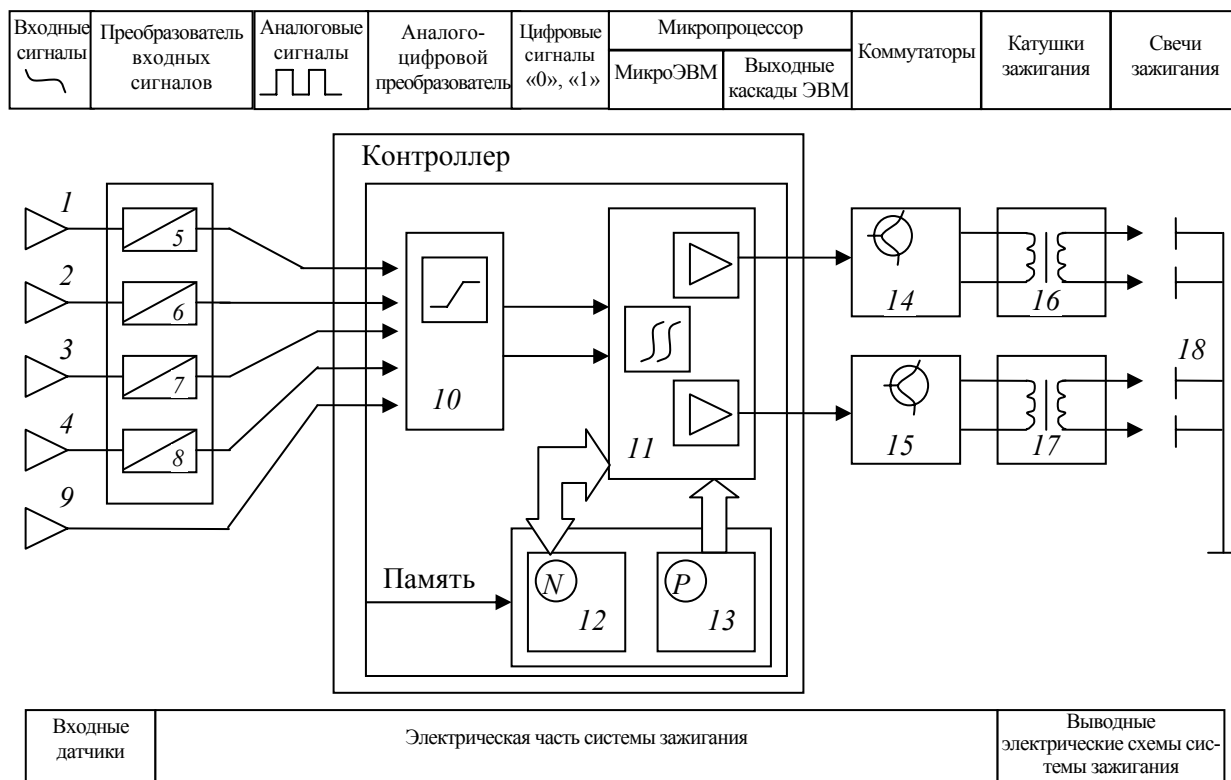 Входные
сигналы
Преобразователь
входных
сигналов
Аналоговые
сигналы
Аналого-
цифровой
преобразователь
Цифровые
сигналы
«0», «1»
Микропроцессор
МикроЭВМ
Выходные
каскады ЭВМ
Коммутаторы
Катушки
зажигания
Свечи
зажигания
Контроллер
1
5
2
6
3
7
4
8
9
10
11
14
16
15
17
18
Память
N
12
P
13
Входные
датчики
Электрическая часть системы зажигания
Выводные
электрические схемы сис-
темы зажигания